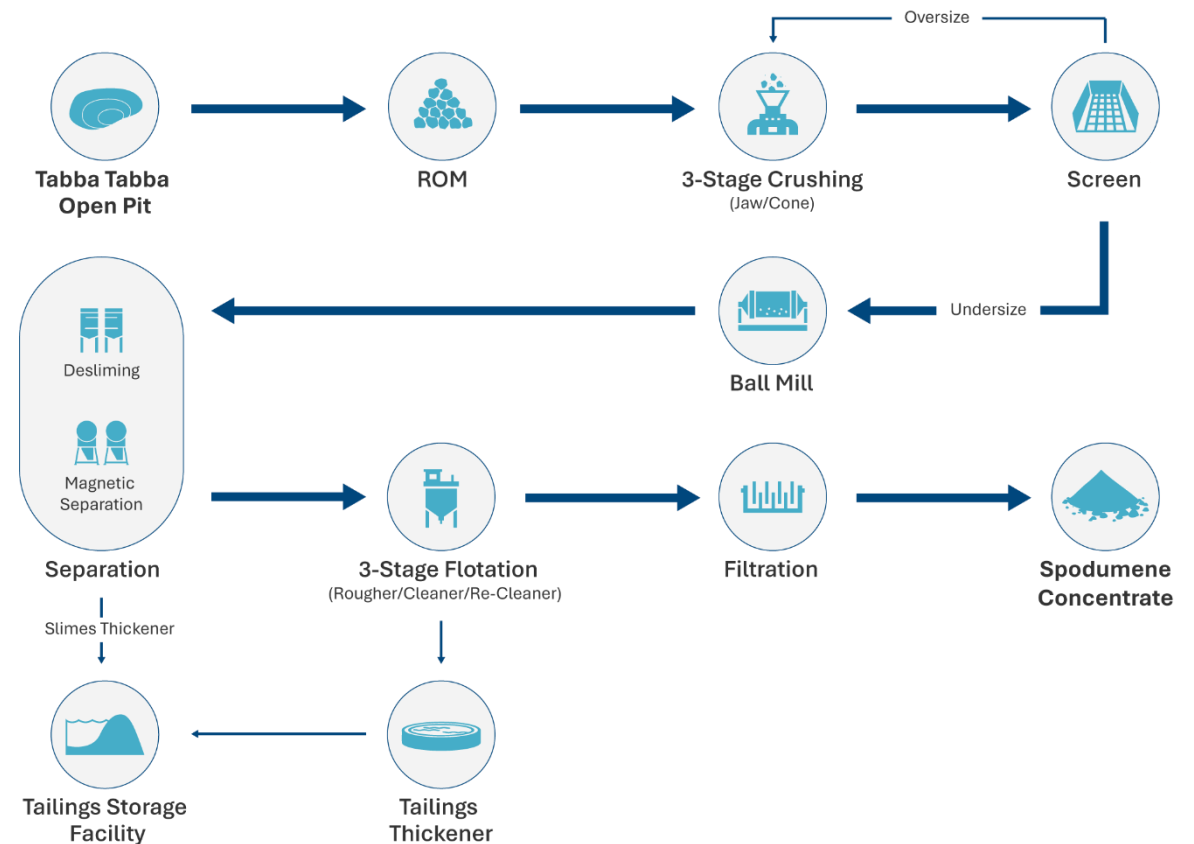 Oversize
Tabba Tabba
Open Pit
ROM
3-Stage Crushing
(Jaw/Cone)
Screen
Undersize
Ball Mill
Desliming
Magnetic
Separation
Separation
3-Stage Flotation
(Rougher/Cleaner/Re-Cleaner)
Filtration
Spodumene
Concentrate
Slimes Thickener
Tailings Storage
Facility
Tailings
Thickener